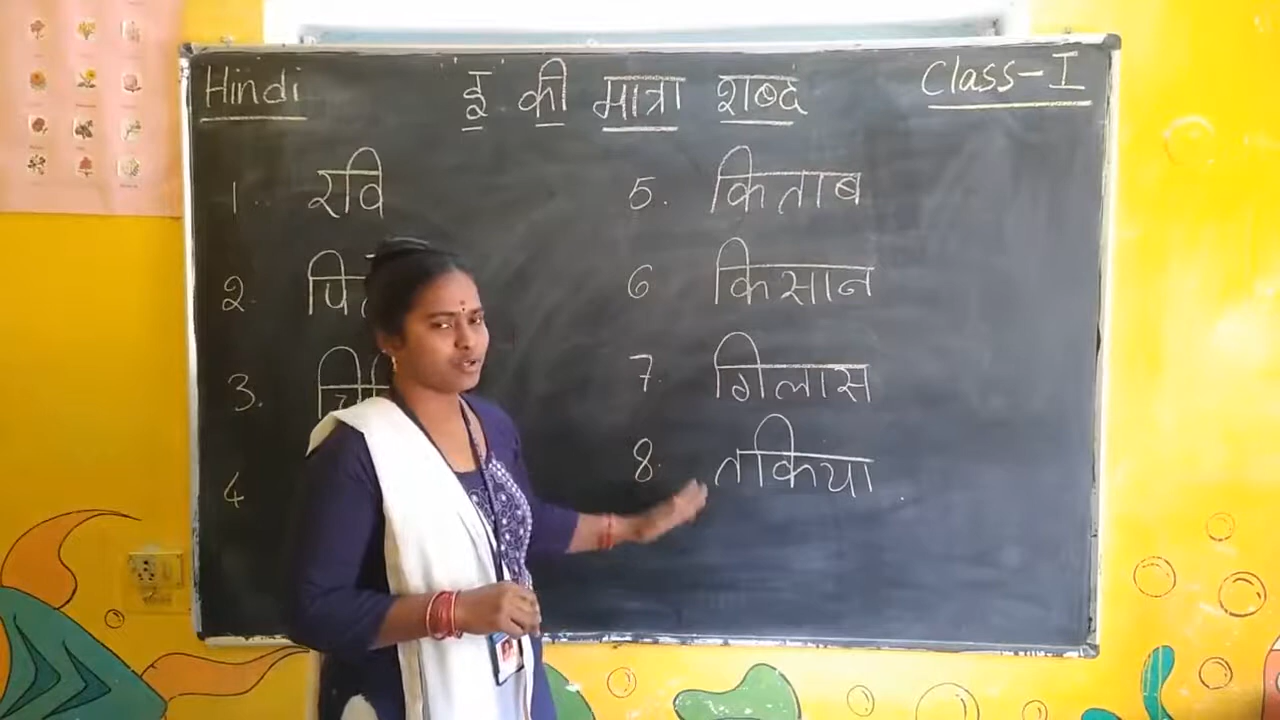 Hindi "इ" की मात्रा शब्द Class-I
1. रवि
2.
3.
4
5. किताब
6 किसान
7. गिलास
8. तकिया